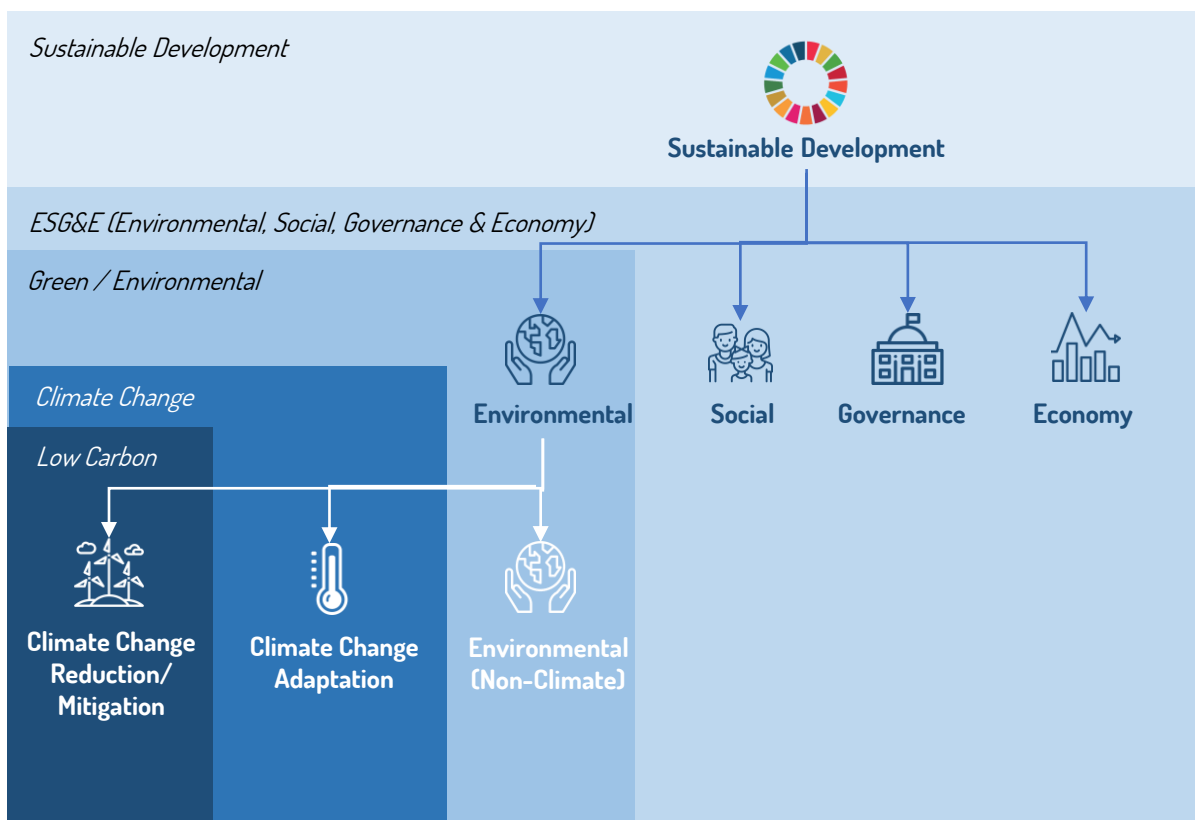 Sustainable Development
Sustainable Development
ESG&E (Environmental, Social, Governance & Economy)
Green / Environmental
Environmental
Social
Governance
Economy
Climate Change
Low Carbon
Climate Change
Reduction/
Mitigation
Climate Change
Adaptation
Environmental
(Non-Climate)